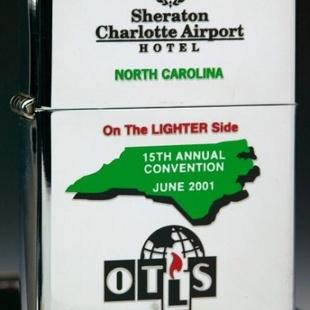 Sheraton
Charlotte Airport
HOTEL
NORTH CAROLINA
On The LIGHTER Side
15TH ANNUAL
CONVENTION
JUNE 2001
OTLS